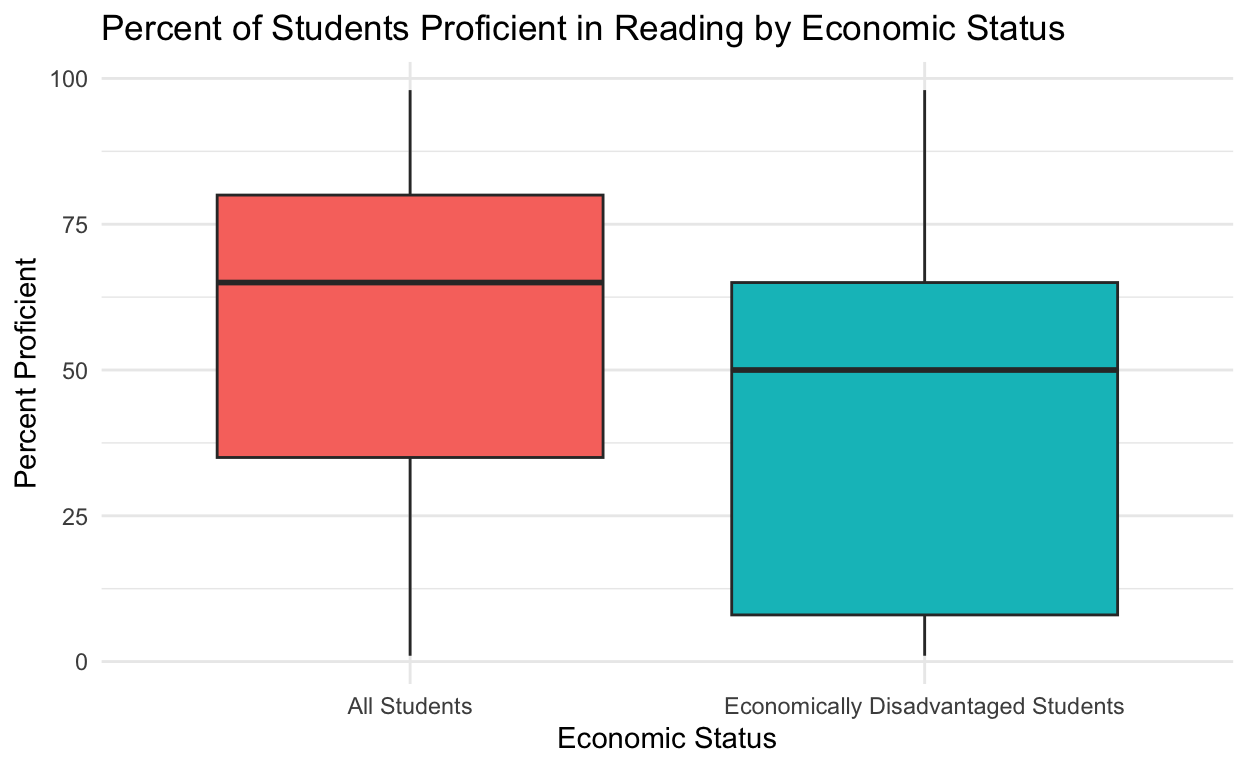 Percent of Students Proficient in Reading by Economic Status
Percent Proficient
100
75
50
25
0
All Students
Economically Disadvantaged Students
Economic Status